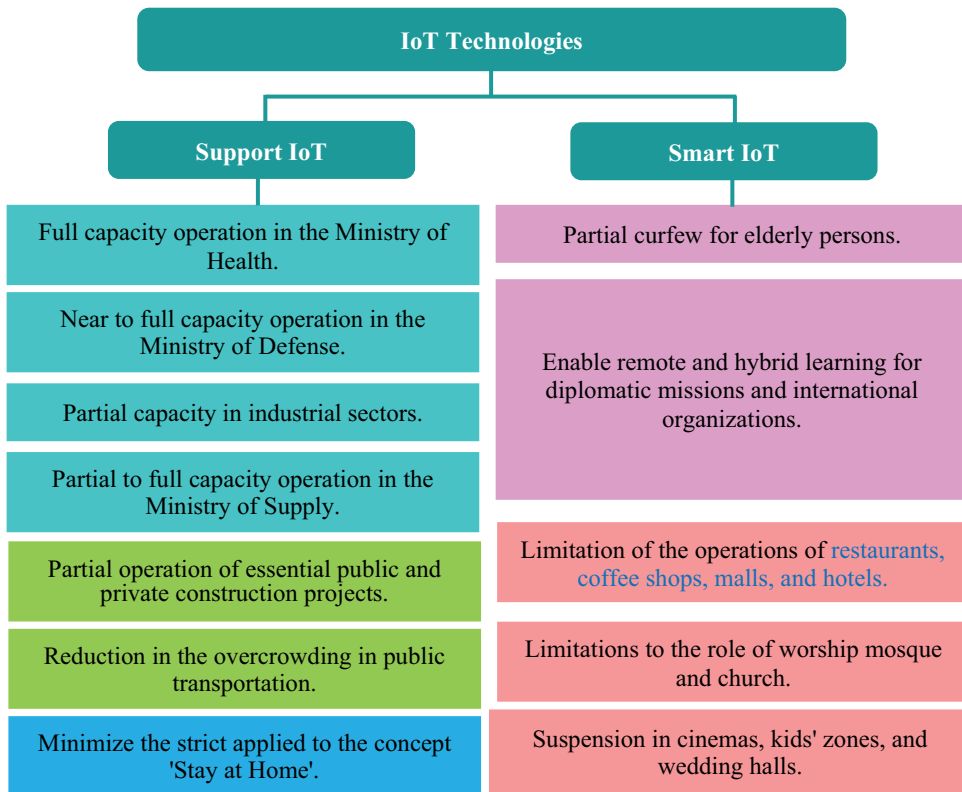 IoT Technologies
Support IoT
Full capacity operation in the Ministry of
Health.
Near to full capacity operation in the
Ministry of Defense.
Partial capacity in industrial sectors.
Partial to full capacity operation in the
Ministry of Supply.
Partial operation of essential public and
private construction projects.
Reduction in the overcrowding in public
transportation.
Minimize the strict applied to the concept
'Stay at Home'.
Smart IoT
Partial curfew for elderly persons.
Enable remote and hybrid learning for
diplomatic missions and international
organizations.
Limitation of the operations of restaurants,
coffee shops, malls, and hotels.
Limitations to the role of worship mosque
and church.
Suspension in cinemas, kids' zones, and
wedding halls.